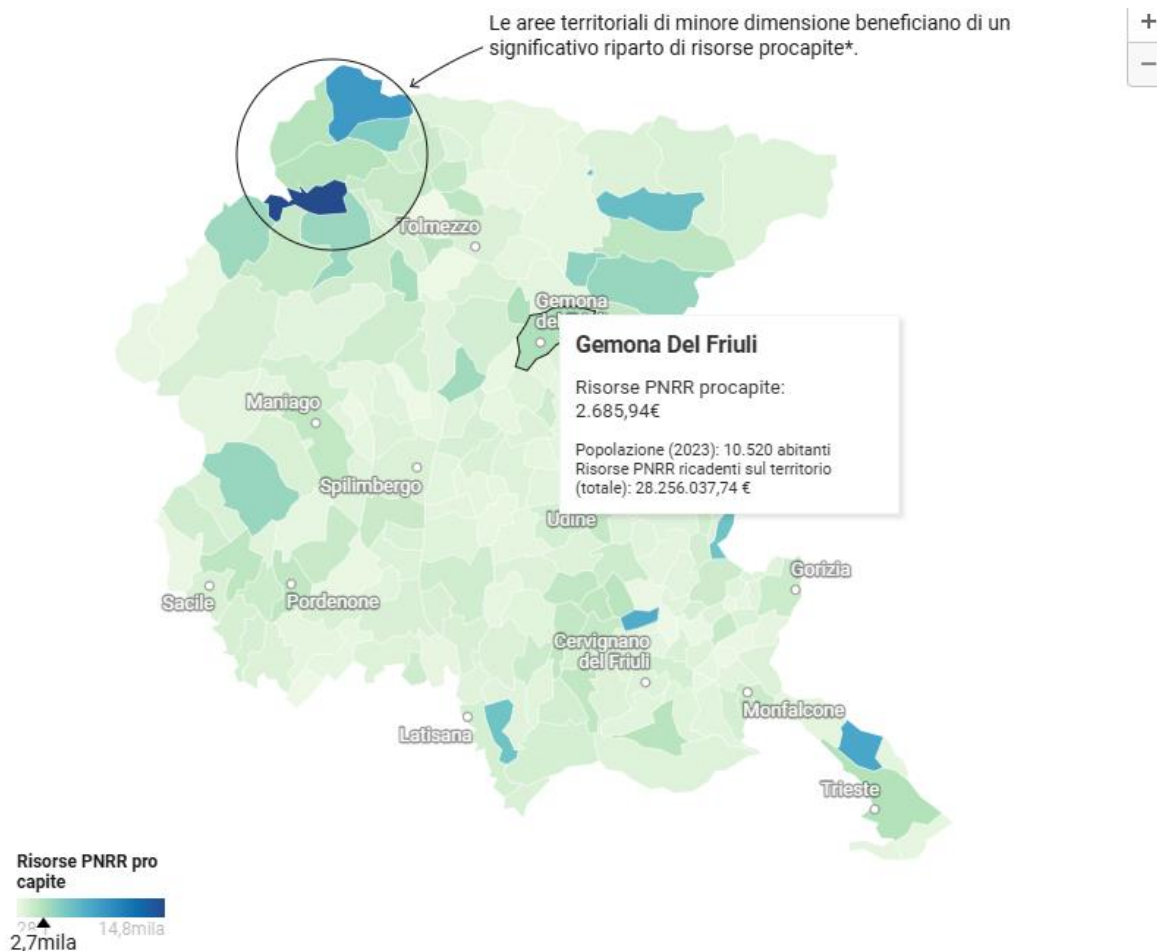 Le aree territoriali di minore dimensione beneficiano di un
significativo riparto di risorse procapite*.
+
−
Tolmezzo
Gemona
Gemona Del Friuli
Risorse PNRR procapite:
2.685,94€
Popolazione (2023): 10.520 abitanti
Risorse PNRR ricadenti sul territorio
(totale): 28.256.037,74 €
Maniago
Spilimbergo
Udine
Gorizia
Sacile
Pordenone
Cervignano
del Friuli
Monfalcone
Latisana
Trieste
Risorse PNRR pro
capite
14,8mila
2,7mila